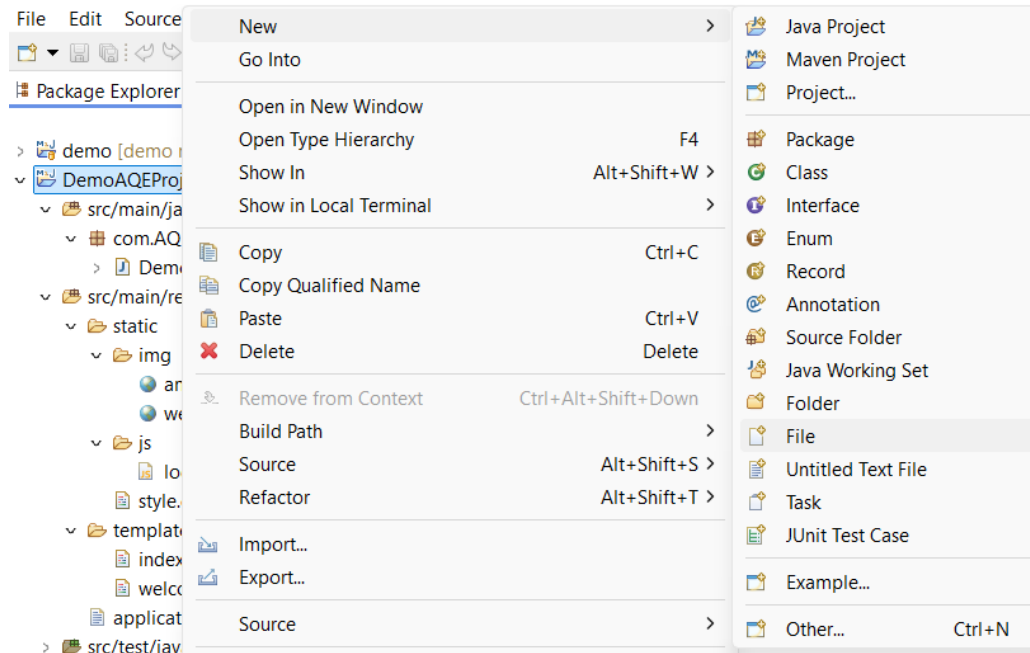 File Edit Source
Package Explorer
demo [demo
DemoAQEProj
src/main/ja
com.AQ
Dem
src/main/re
static
img
ar
we
js
lo
style.
templat
index
welco
applicat
src/test/jav
New
Go Into
Open in New Window
Open Type Hierarchy F4
Show In Alt+Shift+W >
Show in Local Terminal
Copy Ctrl+C
Copy Qualified Name
Paste Ctrl+V
Delete Delete
Remove from Context Ctrl+Alt+Shift+Down
Build Path
Source Alt+Shift+S >
Refactor Alt+Shift+T >
Import...
Export...
Source
Java Project
Maven Project
Project...
Package
Class
Interface
Enum
Record
Annotation
Source Folder
Java Working Set
Folder
File
Untitled Text File
Task
JUnit Test Case
Example...
Other... Ctrl+N